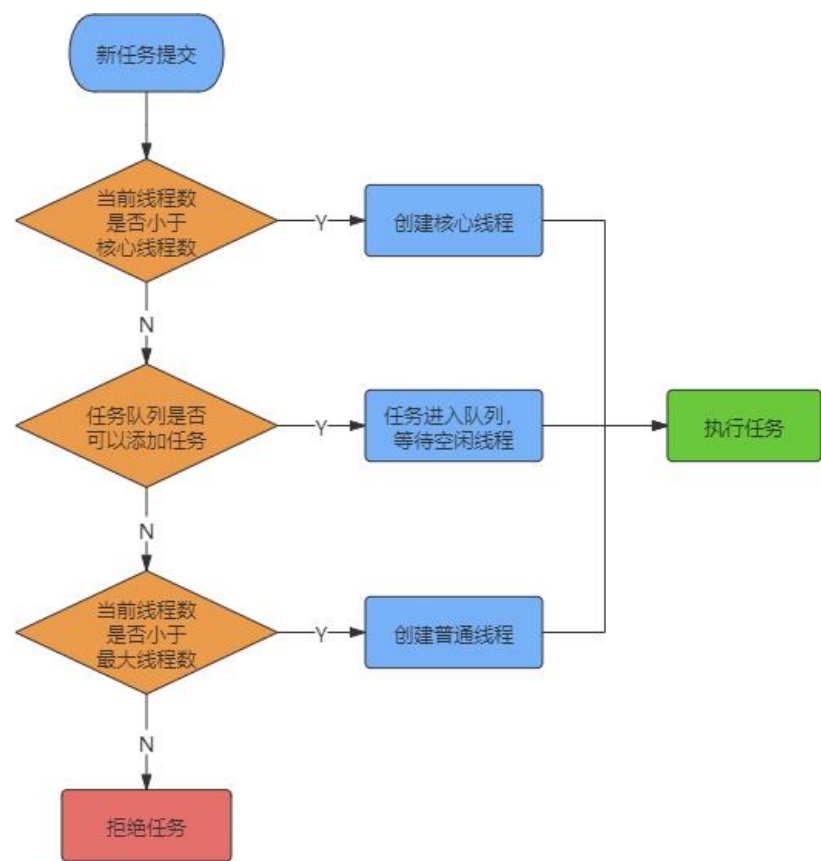 新任务提交
当前线程数
是否小于
核心线程数
Y
创建核心线程
N
任务队列是否
可以添加任务
Y
任务进入队列,
等待空闲线程
执行任务
N
当前线程数
是否小于
最大线程数
Y
创建普通线程
N
拒绝任务